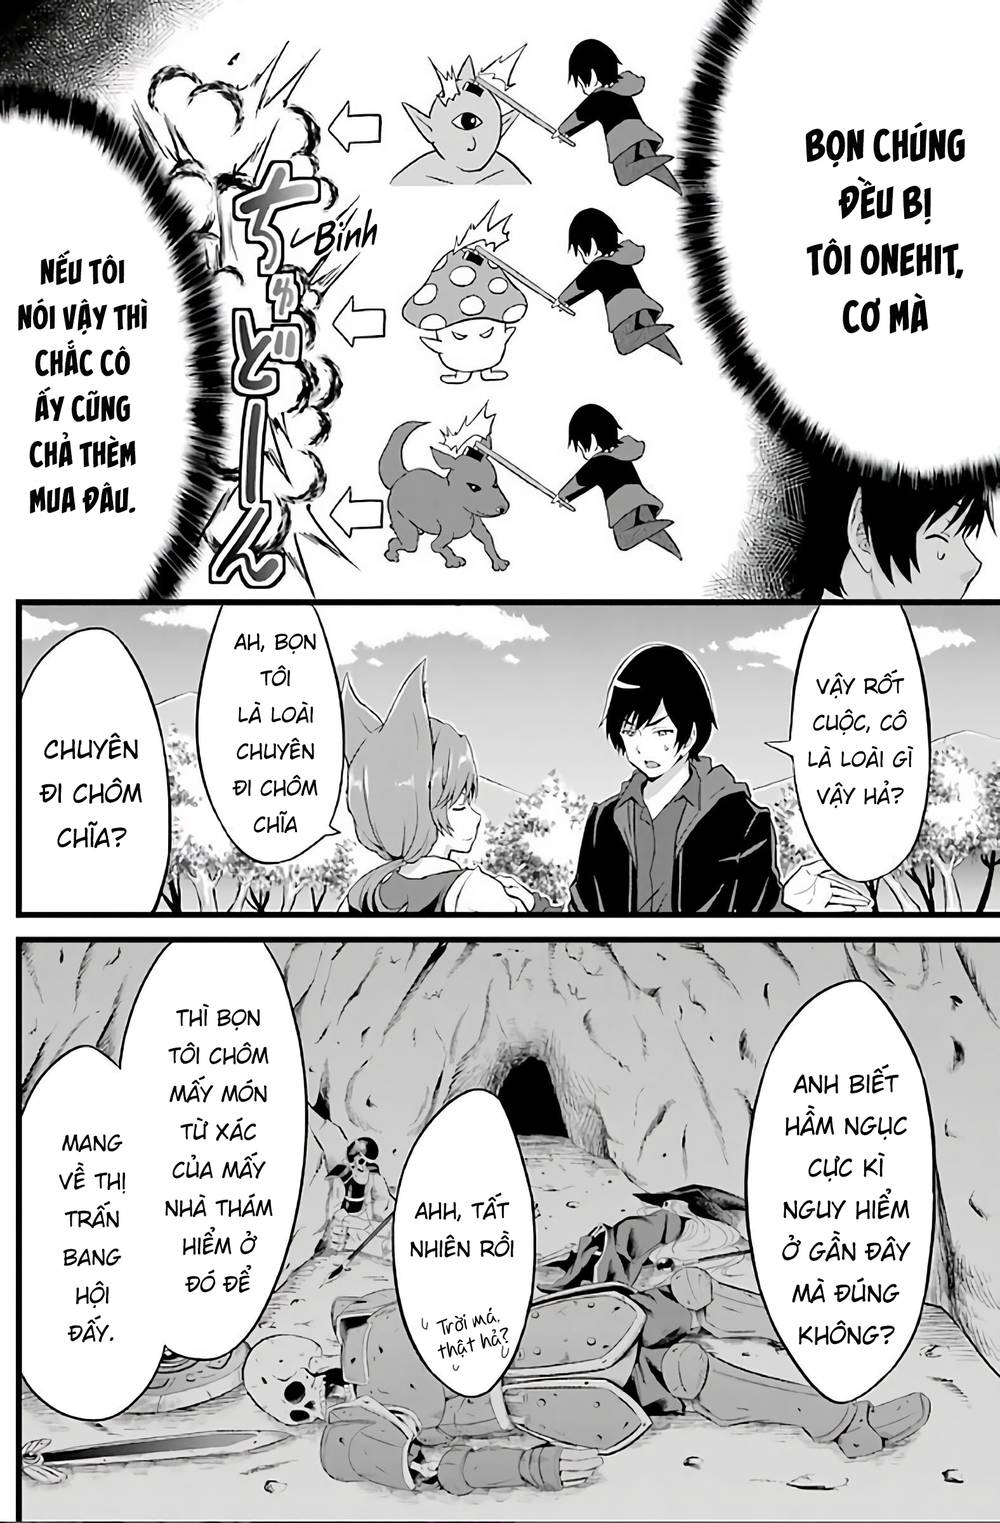 BỌN CHÚNG
ĐỀU BỊ
TÔI ONEHIT,
CƠ MÀ
Bính
ちゅどーん
NẾU TÔI
NÓI VẬY THÌ
CHẮC CÔ
ẤY CŨNG
CHẢ THÈM
MUA ĐÂU.
VẬY RỐT
CUỘC, CÔ
LÀ LOÀI GÌ
VẬY HẢ?
AH, BỌN
TÔI
LÀ LOÀI
CHUYÊN
ĐI CHÔM
CHĨA
CHUYÊN
ĐI CHÔM
CHĨA?
ANH BIẾT
HẦM NGỤC
CỰC KÌ
NGUY HIỂM
Ở GẦN ĐÂY
MÀ ĐÚNG
KHÔNG?
AHH, TẤT
NHIÊN RỒI
Trời má,
thật hả?
THÌ BỌN
TÔI CHÔM
MẤY MÓN
TỪ XÁC
CỦA MẤY
NHÀ THÁM
HIỂM Ở
ĐÓ ĐỂ
MANG
VỀ THỊ
TRẤN
BANG
HỘI
ĐẤY.